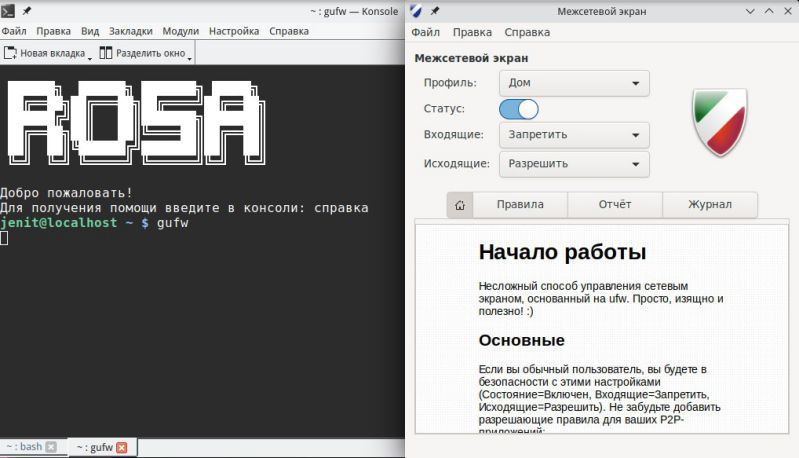 ~ : gufw — Konsole
Файл Правка Вид Закладки Модули Настройка Справка
Новая вкладка Разделить окно
ROSA
Добро пожаловать!
Для получения помощи введите в консоли: справка
jenit@localhost ~ $ gufw
~ : bash ~ : gufw
Межсетевой экран
Файл Правка Справка
Межсетевой экран
Профиль: Дом
Статус:
Входящие: Запретить
Исходящие: Разрешить
Правила Отчёт Журнал
Начало работы
Несложный способ управления сетевым
экраном, основанный на ufw. Просто, изящно и
полезно! :)
Основные
Если вы обычный пользователь, вы будете в
безопасности с этими настройками
(Состояние=Включен, Входящие=Запретить,
Исходящие=Разрешить). Не забудьте добавить
разрешающие правила для ваших P2P-
приложений: